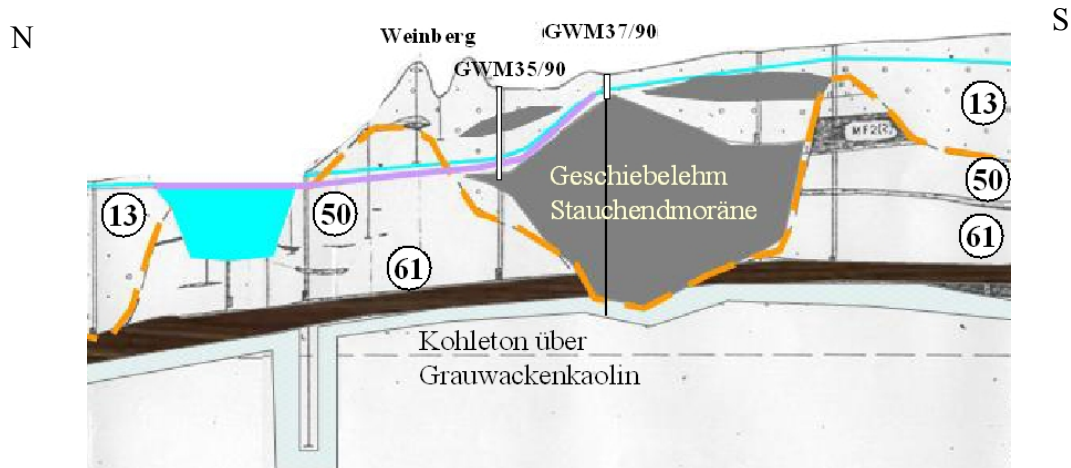 N
S
Weinberg
GWM37/90
GWM35/90
13
Geschiebelehm
Stauchendmoräne
13
50
50
61
61
Kohleton über
Grauwackenkaolin